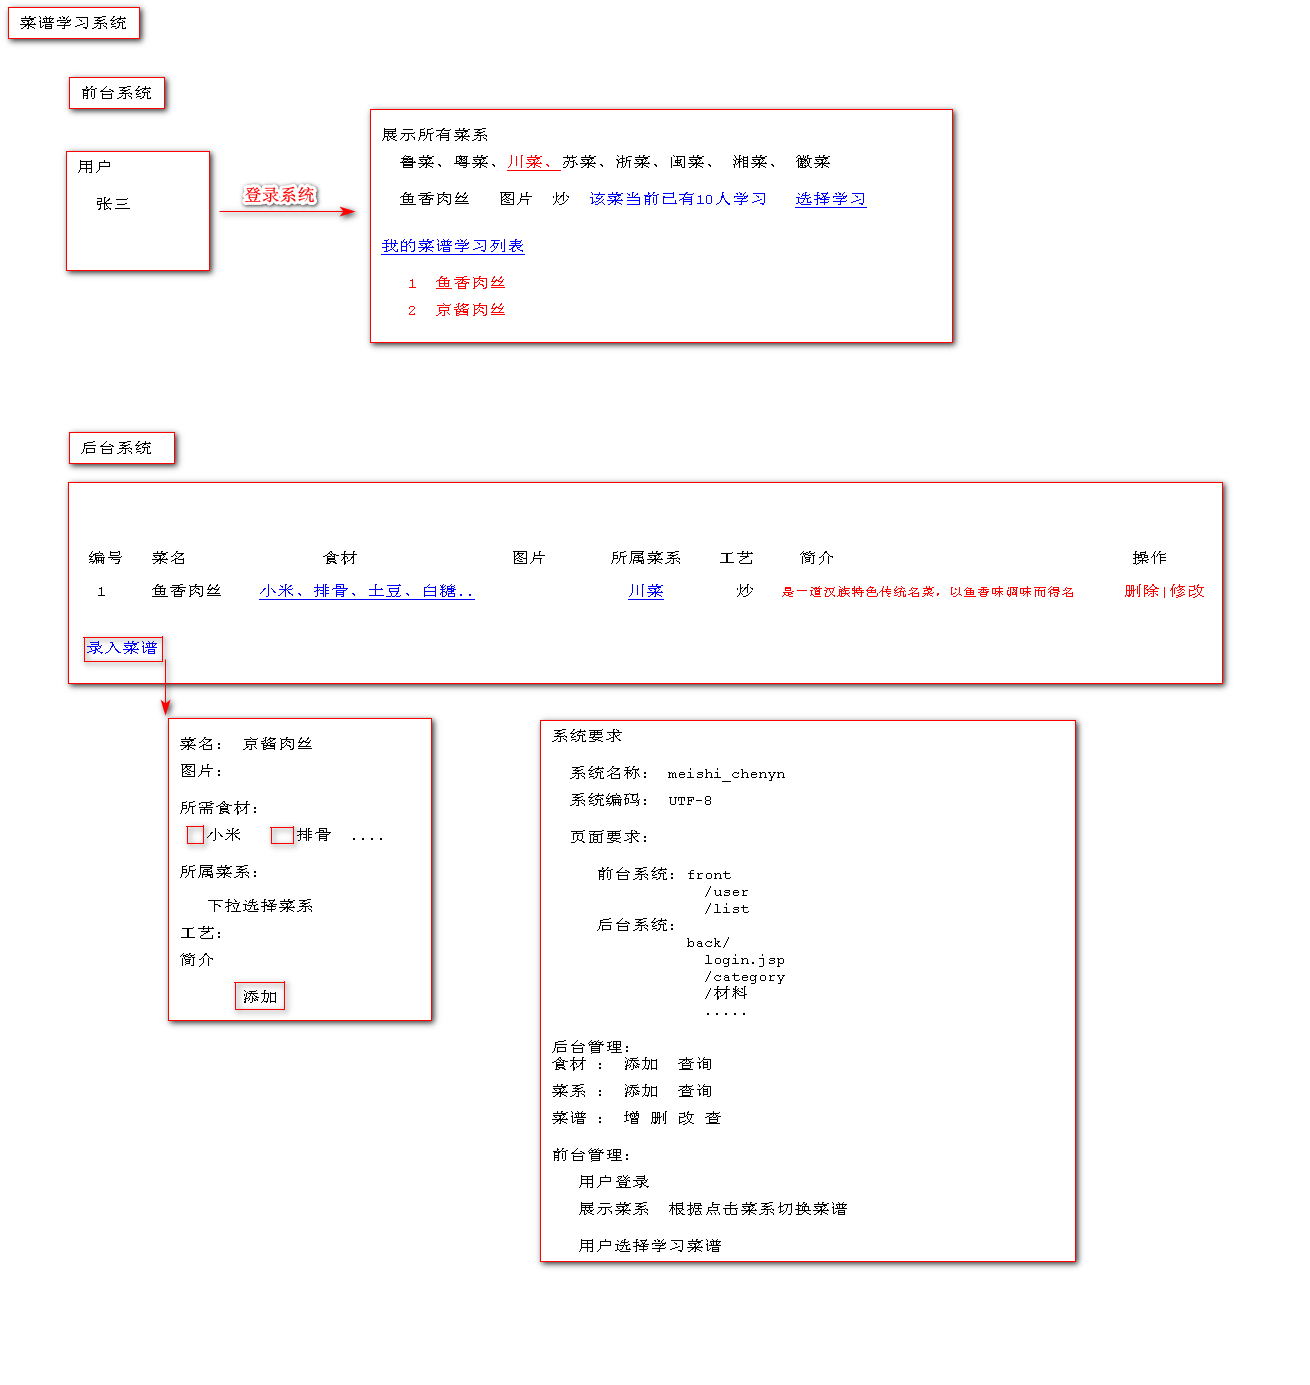 菜谱学习系统
前台系统
用户
张三
登录系统
展示所有菜系
鲁菜、粤菜、川菜、苏菜、浙菜、闽菜、 湘菜、 徽菜
鱼香肉丝 图片 炒 该菜当前已有10人学习 选择学习
我的菜谱学习列表
1 鱼香肉丝
2 京酱肉丝
后台系统
编号 菜名 食材 图片 所属菜系 工艺 简介 操作
1 鱼香肉丝 小米、排骨、土豆、白糖.. 川菜 炒 是一道汉族特色传统名菜，以鱼香味调味而得名 删除|修改
录入菜谱
菜名: 京酱肉丝
图片:
所需食材:
小米 排骨 ....
所属菜系:
下拉选择菜系
工艺:
简介
添加
系统要求
系统名称: meishi_chenyn
系统编码: UTF-8
页面要求:
前台系统: front
/user
/list
后台系统:
back/
login.jsp
/category
/材料
.....
后台管理:
食材 : 添加 查询
菜系 : 添加 查询
菜谱 : 增 删 改 查
前台管理:
用户登录
展示菜系 根据点击菜系切换菜谱
用户选择学习菜谱